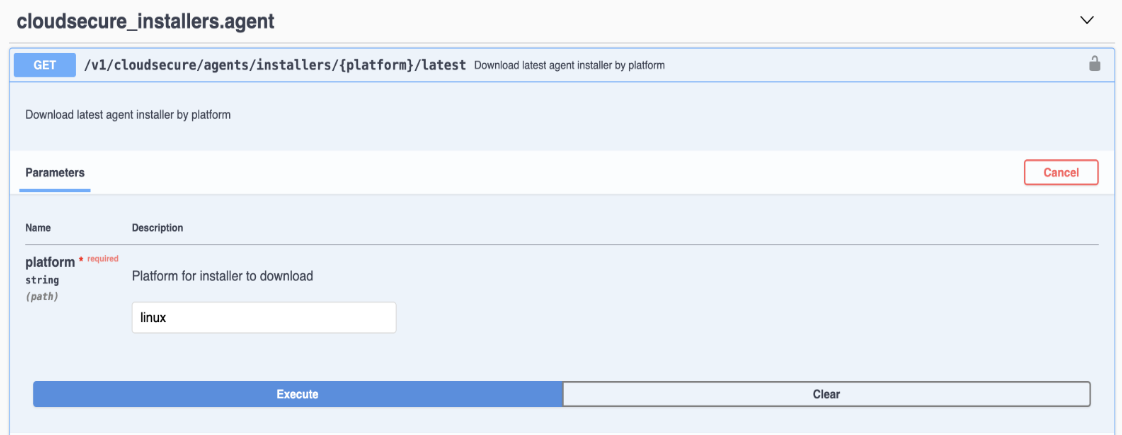 cloudsecure_installers.agent
GET /v1/cloudsecure/agents/installers/{platform}/latest Download latest agent installer by platform
Download latest agent installer by platform
Parameters Cancel
Name Description
platform * required
string
(path)
Platform for installer to download
linux
Execute Clear